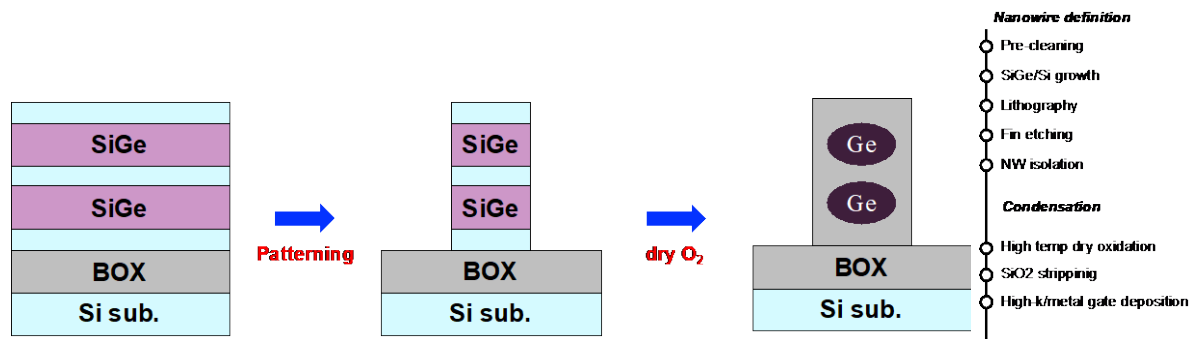 SiGe
SiGe
BOX
Si sub.
Patterning
SiGe
SiGe
BOX
Si sub.
dry O₂
Ge
Ge
BOX
Si sub.
Nanowire definition
Pre-cleaning
SiGe/Si growth
Lithography
Fin etching
NW isolation
Condensation
High temp dry oxidation
SiO2 strippinig
High-k/metal gate deposition